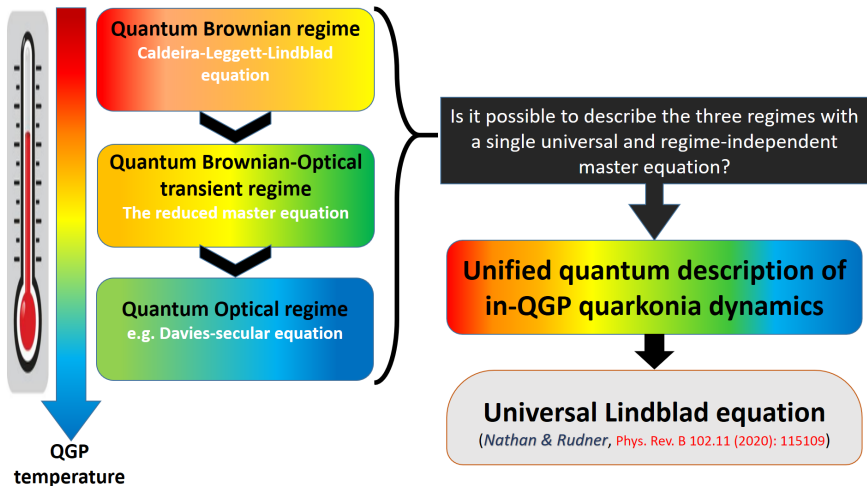 Quantum Brownian regime
Caldeira-Leggett-Lindblad
equation
Quantum Brownian-Optical
transient regime
The reduced master equation
Quantum Optical regime
e.g. Davies-secular equation
QGP
temperature
Is it possible to describe the three regimes with
a single universal and regime-independent
master equation?
Unified quantum description of
in-QGP quarkonia dynamics
Universal Lindblad equation
(Nathan & Rudner, Phys. Rev. B 102.11 (2020): 115109)